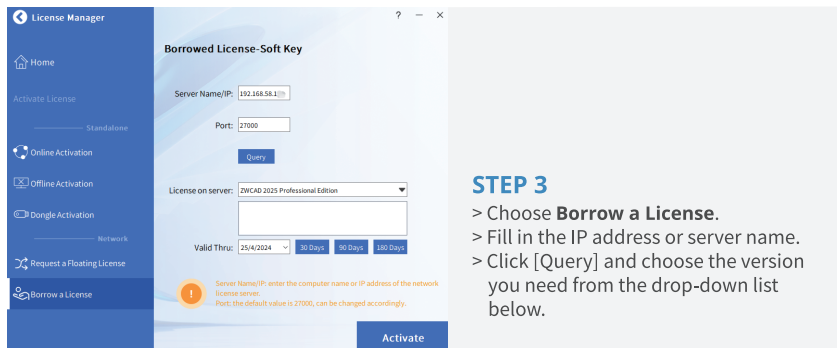 License Manager
? — ×
Home
Activate License
Standalone
Online Activation
Offline Activation
Dongle Activation
Network
Request a Floating License
Borrow a License
Borrowed License-Soft Key
Server Name/IP: 192.168.58.1
Port: 27000
Query
License on server: ZWCAD 2025 Professional Edition
Valid Thru: 25/4/2024 30 Days 90 Days 180 Days
! Server Name/IP: enter the computer name or IP address of the network
license server.
Port: the default value is 27000, can be changed accordingly.
Activate
STEP 3
> Choose Borrow a License.
> Fill in the IP address or server name.
> Click [Query] and choose the version
you need from the drop-down list
below.